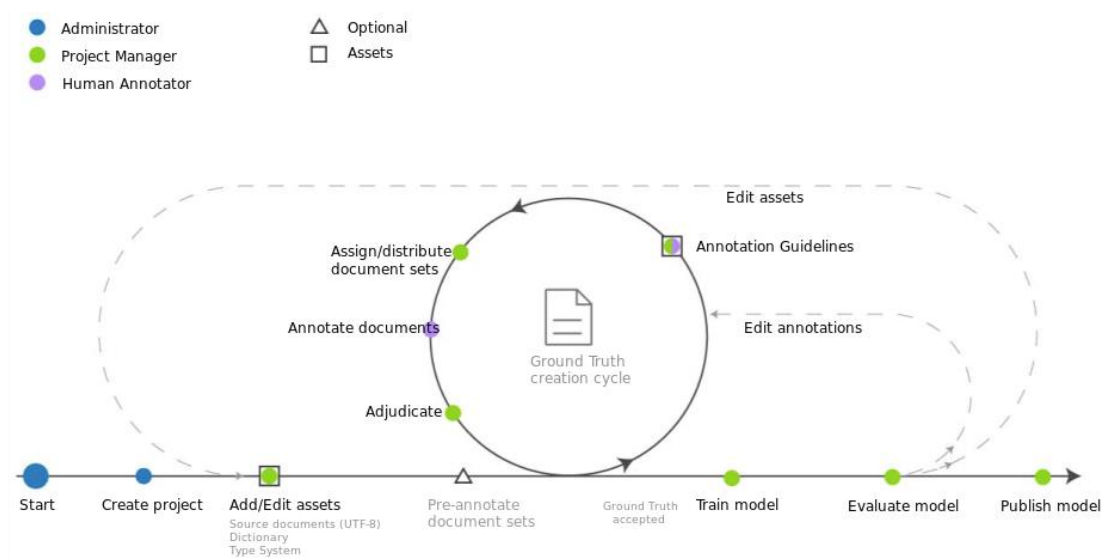 Administrator
Project Manager
Human Annotator
Optional
Assets
Edit assets
Assign/distribute
document sets
Annotation Guidelines
Annotate documents
Edit annotations
Ground Truth
creation cycle
Adjudicate
Start
Create project
Add/Edit assets
Source documents (UTF-8)
Dictionary
Type System
Pre-annotate
document sets
Ground Truth
accepted
Train model
Evaluate model
Publish model